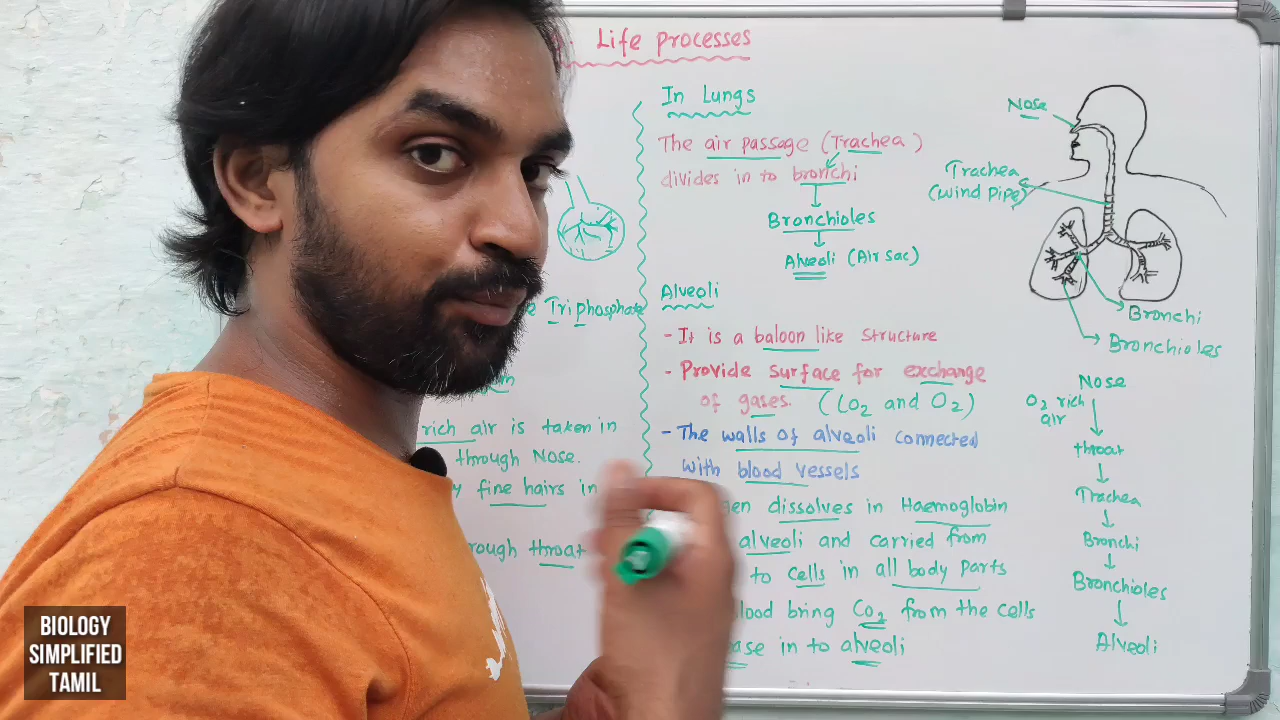 Life processes
Triphosphate
rich air is taken in
through Nose.
fine hairs in
throat
In Lungs
The air passage (Trachea)
divides in to bronchi
Bronchioles
Alveoli (Air sac)
Alveoli
- It is a baloon like structure
- Provide surface for exchange
of gases. (CO2 and O2)
- The walls of alveoli connected
with blood vessels
dissolves in Haemoglobin
alveoli and carried from
to cells in all body parts
bring CO2 from the cells
in to alveoli
Nose
Trachea
(wind pipe)
Bronchi
Bronchioles
Nose
O2 rich
air
throat
Trachea
Bronchi
Bronchioles
Alveoli
BIOLOGY
SIMPLIFIED
TAMIL